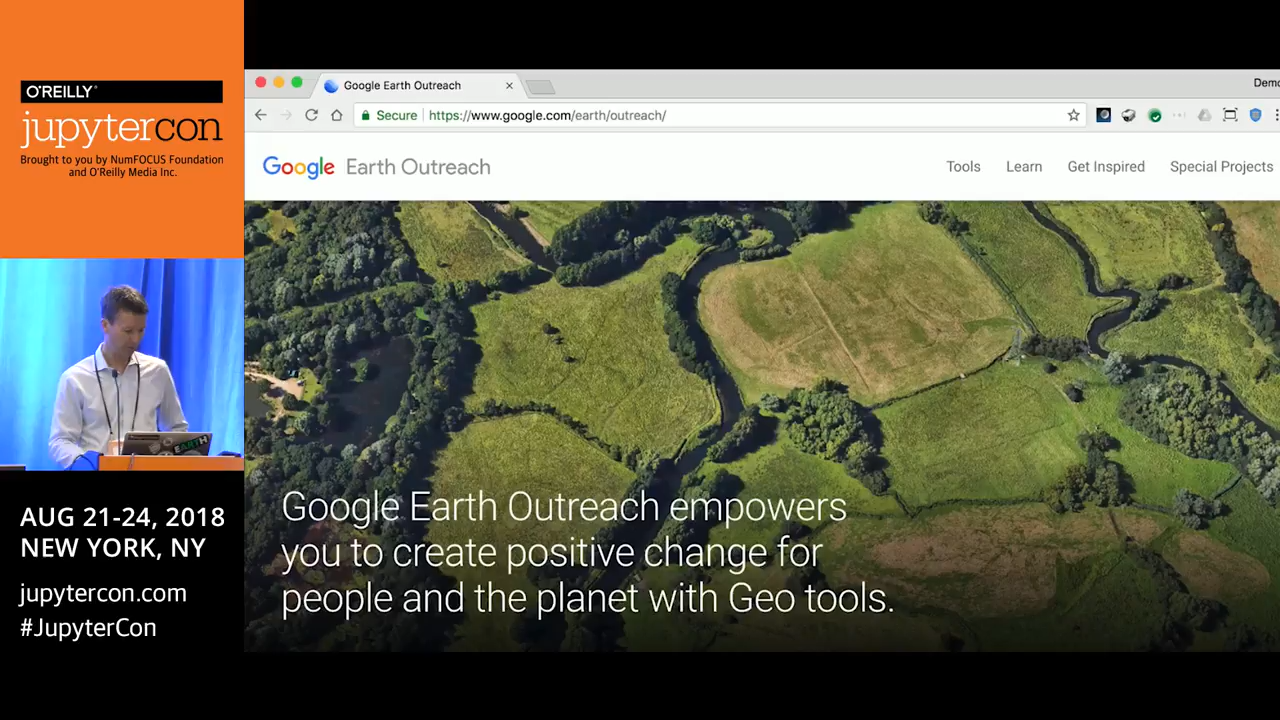 O'REILLY®
jupytercon
Brought to you by NumFOCUS Foundation
and O'Reilly Media Inc.
EARTH
AUG 21-24, 2018
NEW YORK, NY
jupytercon.com
#JupyterCon
Google Earth Outreach
Demo
Secure
https://www.google.com/earth/outreach/
Google Earth Outreach
Tools
Learn
Get Inspired
Special Projects
Google Earth Outreach empowers
you to create positive change for
people and the planet with Geo tools.